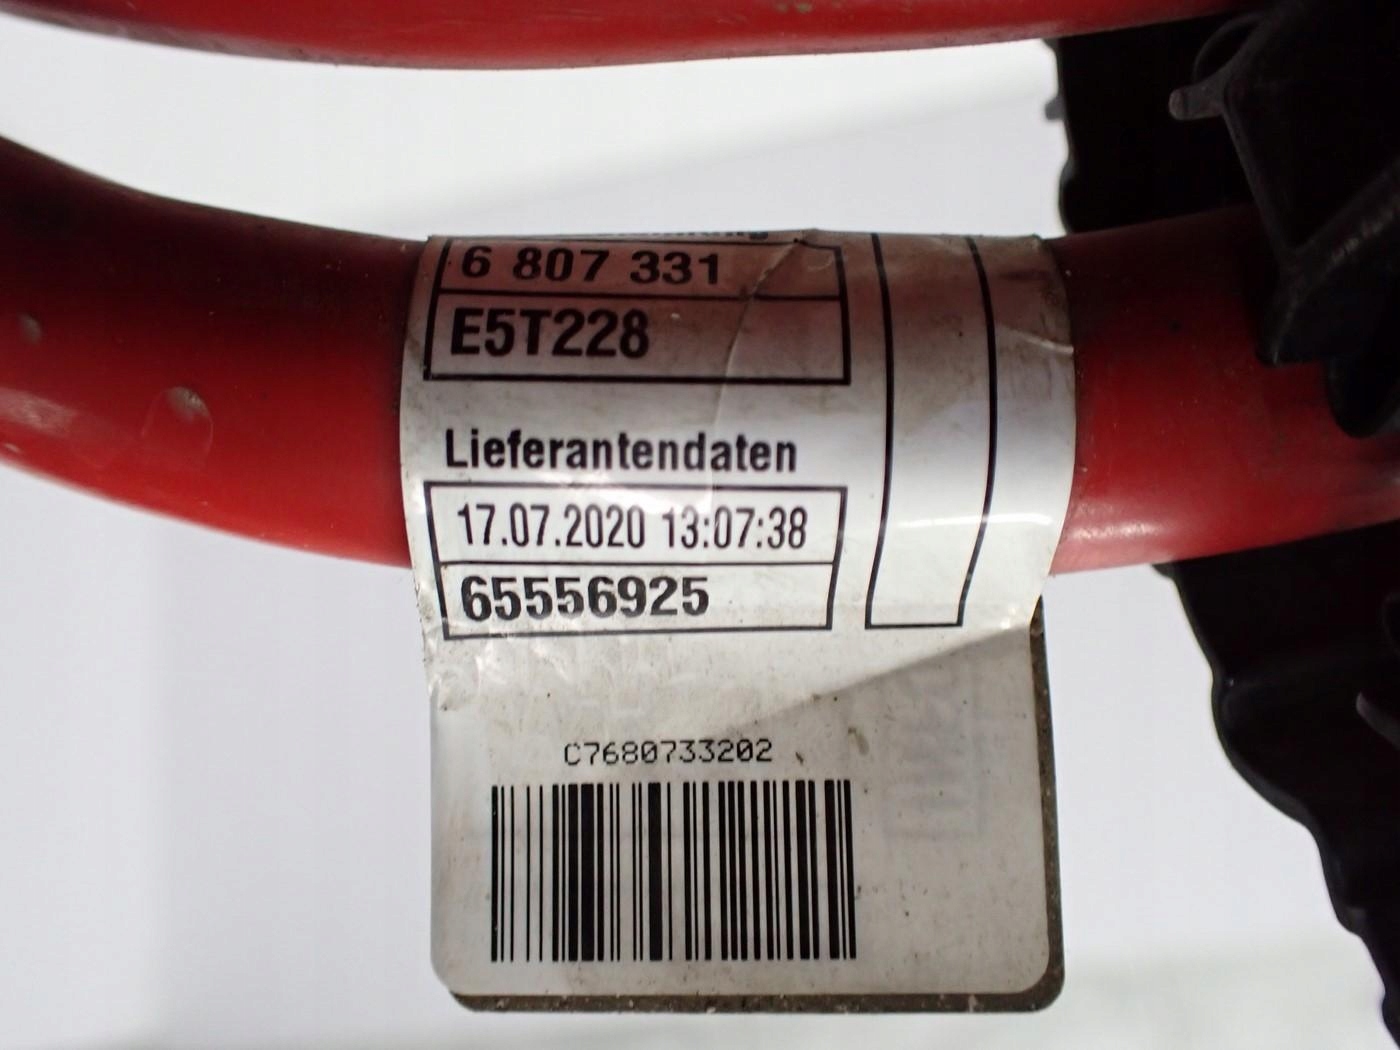 6 807 331
E5T228
Lieferantendaten
17.07.2020 13:07:38
65556925
C7680733202